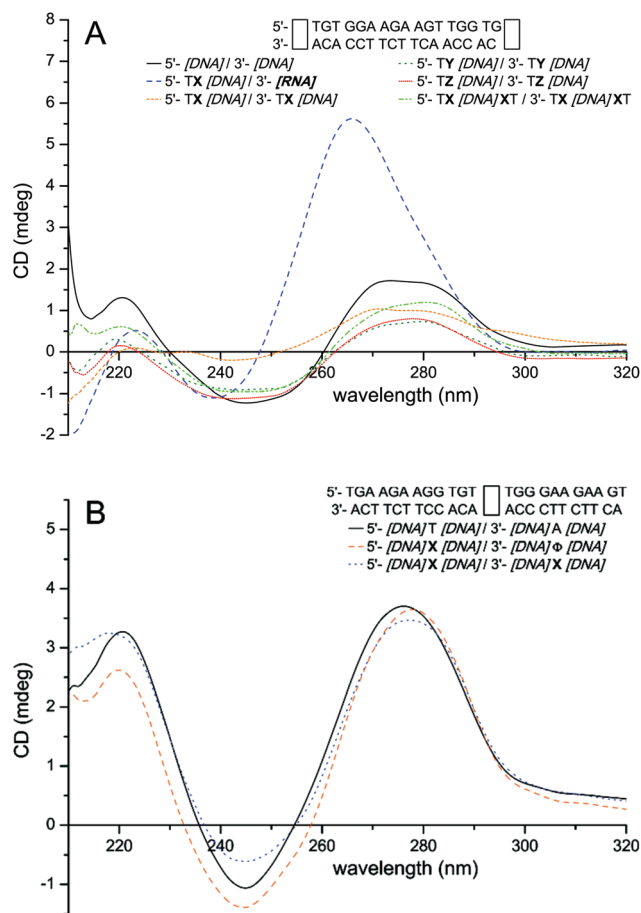 A
5'- TGT GGA AGA AGT TGG TG
3'- ACA CCT TCT TCA ACC AC
5'- [DNA] / 3'- [DNA]
5'- TX [DNA] / 3'- [RNA]
5'- TX [DNA] / 3'- TX [DNA]
5'- TY [DNA] / 3'- TY [DNA]
5'- TZ [DNA] / 3'- TZ [DNA]
5'- TX [DNA] XT / 3'- TX [DNA] XT
8
7
6
5
4
3
2
1
0
-1
-2
CD (mdeg)
220 240 260 280 300 320
wavelength (nm)
B
5'- TGA AGA AGG TGT TGG GAA GAA GT
3'- ACT TCT TCC ACA ACC CTT CTT CA
5'- [DNA] T [DNA] / 3'- [DNA] A [DNA]
5'- [DNA] X [DNA] / 3'- [DNA] Φ [DNA]
5'- [DNA] X [DNA] / 3'- [DNA] X [DNA]
5
4
3
2
1
0
-1
CD (mdeg)
wavelength (nm)
220 240 260 280 300 320